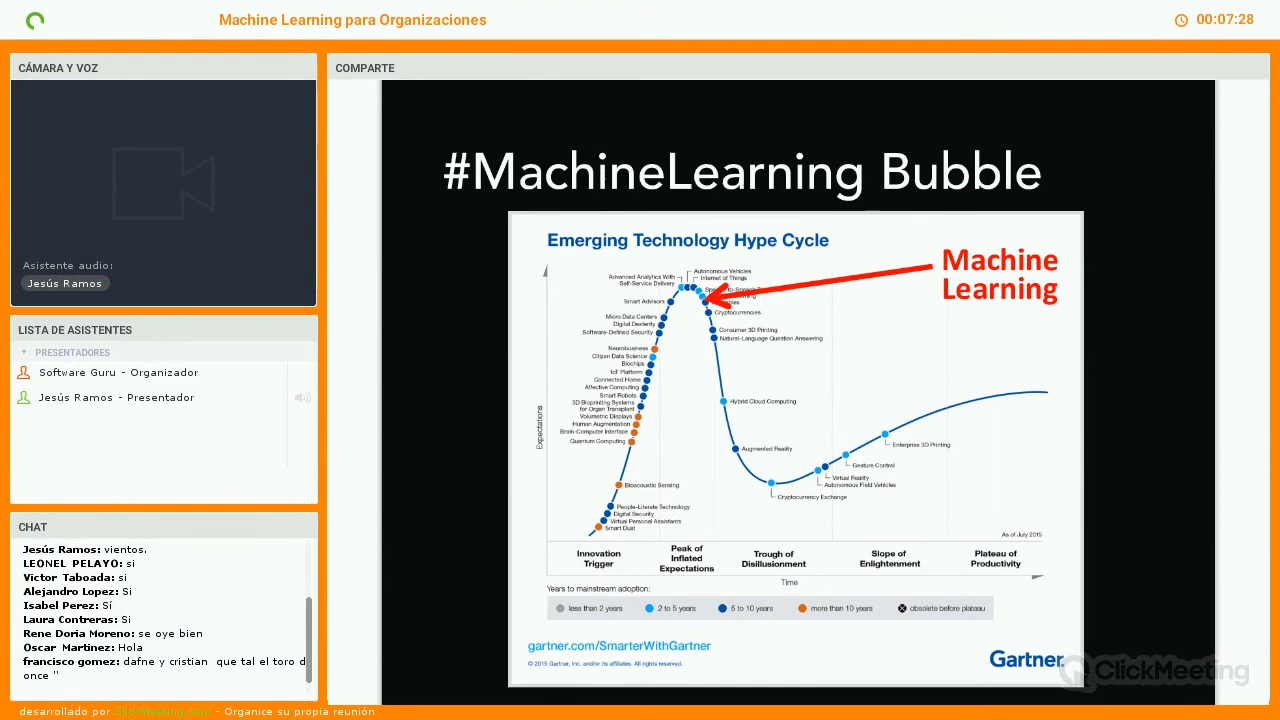 Machine Learning para Organizaciones
00:07:28
CÁMARA Y VOZ
Asistente audio:
Jesús Ramos
LISTA DE ASISTENTES
PRESENTADORES
Software Guru - Organizador
Jesús Ramos - Presentador
CHAT
Jesús Ramos: vientos.
LEONEL PELAYO: si
Victor Taboada: si
Alejandro Lopez: Si
Isabel Perez: Sí
Laura Contreras: Si
Rene Doria Moreno: se oye bien
Oscar Martinez: Hola
francisco gomez: dafne y cristian que tal el toro d
once "
desarrollado por ClickMeeting.com - Organice su propia reunión
COMPARTE
#MachineLearning Bubble
Emerging Technology Hype Cycle
Machine
Learning
Expectations
Autonomous Vehicles
Internet of Things
Advanced Analytics With
Self-Service Delivery
Smart Advisors
Micro Data Centers
Digital Dexterity
Software-Defined Security
Neurobusiness
Citizen Data Science
Biochips
IoT Platform
Connected Home
Affective Computing
Smart Robots
3D Bioprinting Systems
for Organ Transplant
Volumetric Displays
Human Augmentation
Brain-Computer Interface
Quantum Computing
Bioacoustic Sensing
People-Literate Technology
Digital Security
Virtual Personal Assistants
Smart Dust
Cryptocurrencies
Consumer 3D Printing
Natural-Language Question Answering
Hybrid Cloud Computing
Augmented Reality
Cryptocurrency Exchange
Autonomous Field Vehicles
Virtual Reality
Gesture Control
Enterprise 3D Printing
As of July 2015
Innovation
Trigger
Peak of
Inflated
Expectations
Trough of
Disillusionment
Slope of
Enlightenment
Plateau of
Productivity
Time
Years to mainstream adoption:
less than 2 years
2 to 5 years
5 to 10 years
more than 10 years
obsolete before plateau
gartner.com/SmarterWithGartner
© 2015 Gartner, Inc. and/or its affiliates. All rights reserved.
Gartner.
ClickMeeting